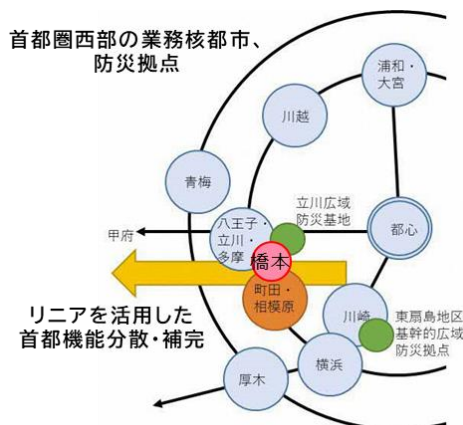 首都圏西部の業務核都市、
防災拠点
浦和・
大宮
川越
青梅
立川広域
防災基地
八王子・
立川・
多摩
都心
甲府
橋本
町田・
相模原
リニアを活用した
首都機能分散・補完
川崎
東扇島地区
基幹的広域
防災拠点
横浜
厚木